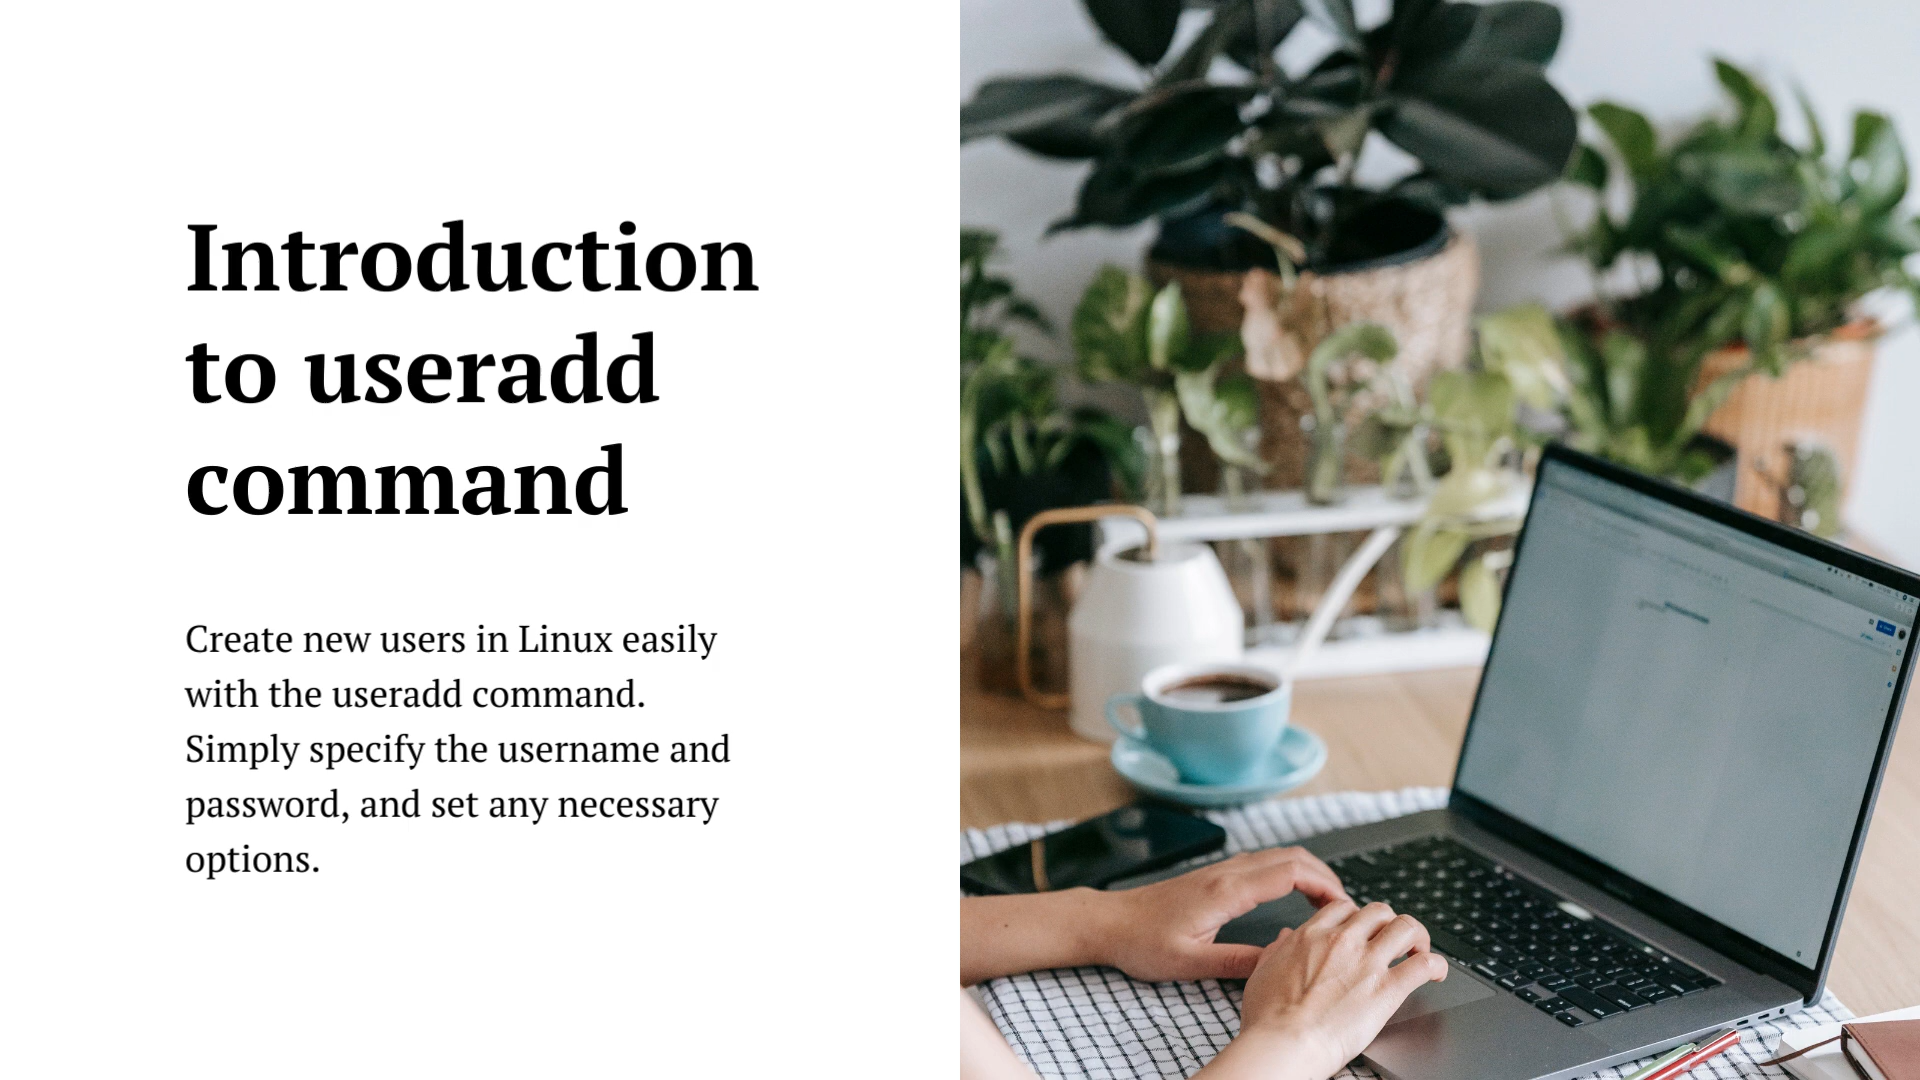 Introduction
to useradd
command
Create new users in Linux easily
with the useradd command.
Simply specify the username and
password, and set any necessary
options.